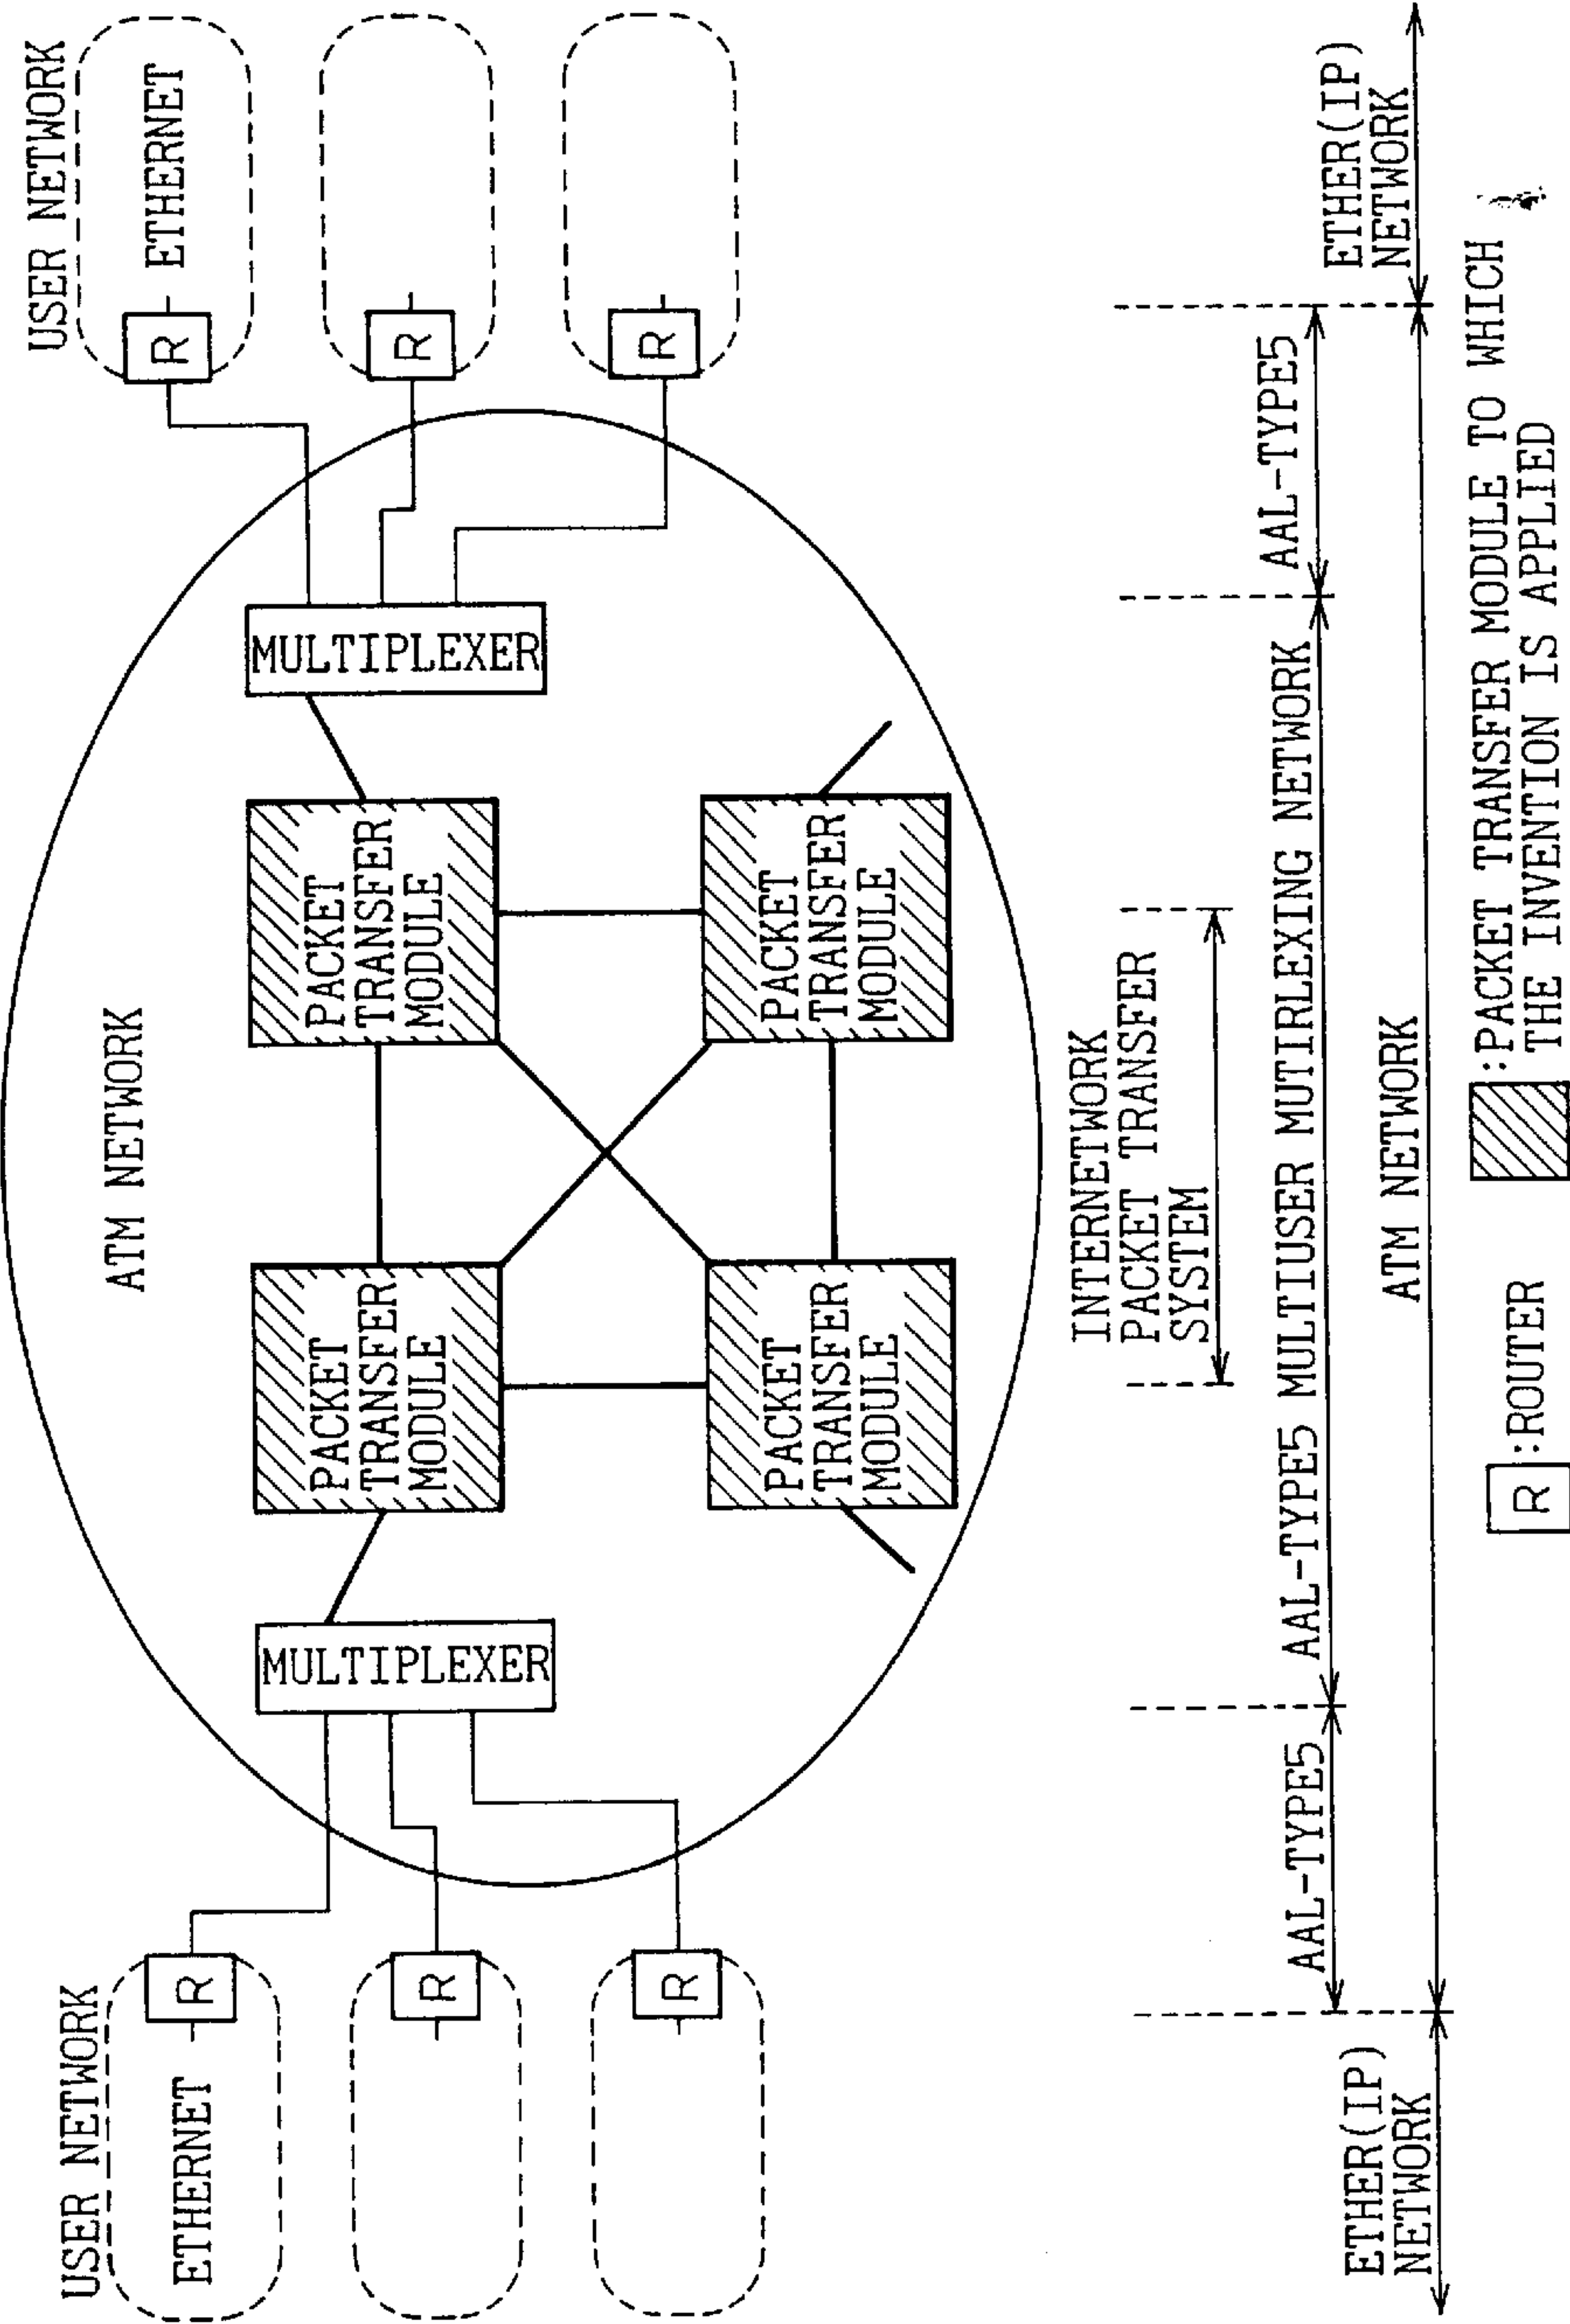 USER NETWORK
USER NETWORK
ETHERNET
R
R
R
ATM NETWORK
MULTIPLEXER
PACKET
TRANSFER
MODULE
PACKET
TRANSFER
MODULE
PACKET
TRANSFER
MODULE
PACKET
TRANSFER
MODULE
MULTIPLEXER
R
ETHERNET
R
R
INTERNETWORK
PACKET TRANSFER
SYSTEM
AAL-TYPE5
AAL-TYPE5 MULTIUSER MUTIRLEXING NETWORK
AAL-TYPE5
ETHER(IP)
NETWORK
ATM NETWORK
ETHER(IP)
NETWORK
R :ROUTER
:PACKET TRANSFER MODULE TO WHICH
THE INVENTION IS APPLIED